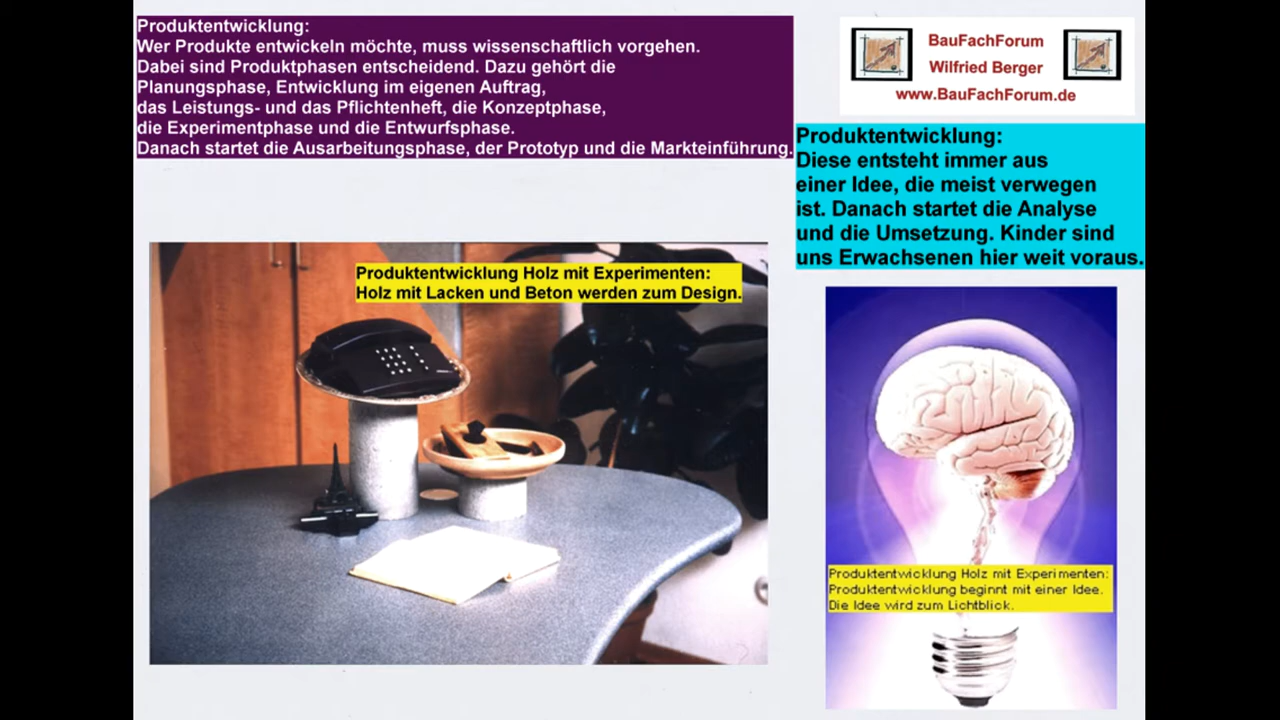 Produktentwicklung:
Wer Produkte entwickeln möchte, muss wissenschaftlich vorgehen.
Dabei sind Produktphasen entscheidend. Dazu gehört die
Planungsphase, Entwicklung im eigenen Auftrag,
das Leistungs- und das Pflichtenheft, die Konzeptphase,
die Experimentphase und die Entwurfsphase.
Danach startet die Ausarbeitungsphase, der Prototyp und die Markteinführung.
BauFachForum
Wilfried Berger
www.BauFachForum.de
Produktentwicklung:
Diese entsteht immer aus
einer Idee, die meist verwegen
ist. Danach startet die Analyse
und die Umsetzung. Kinder sind
uns Erwachsenen hier weit voraus.
Produktentwicklung Holz mit Experimenten:
Holz mit Lacken und Beton werden zum Design.
Produktentwicklung Holz mit Experimenten:
Produktentwicklung beginnt mit einer Idee.
Die Idee wird zum Lichtblick.